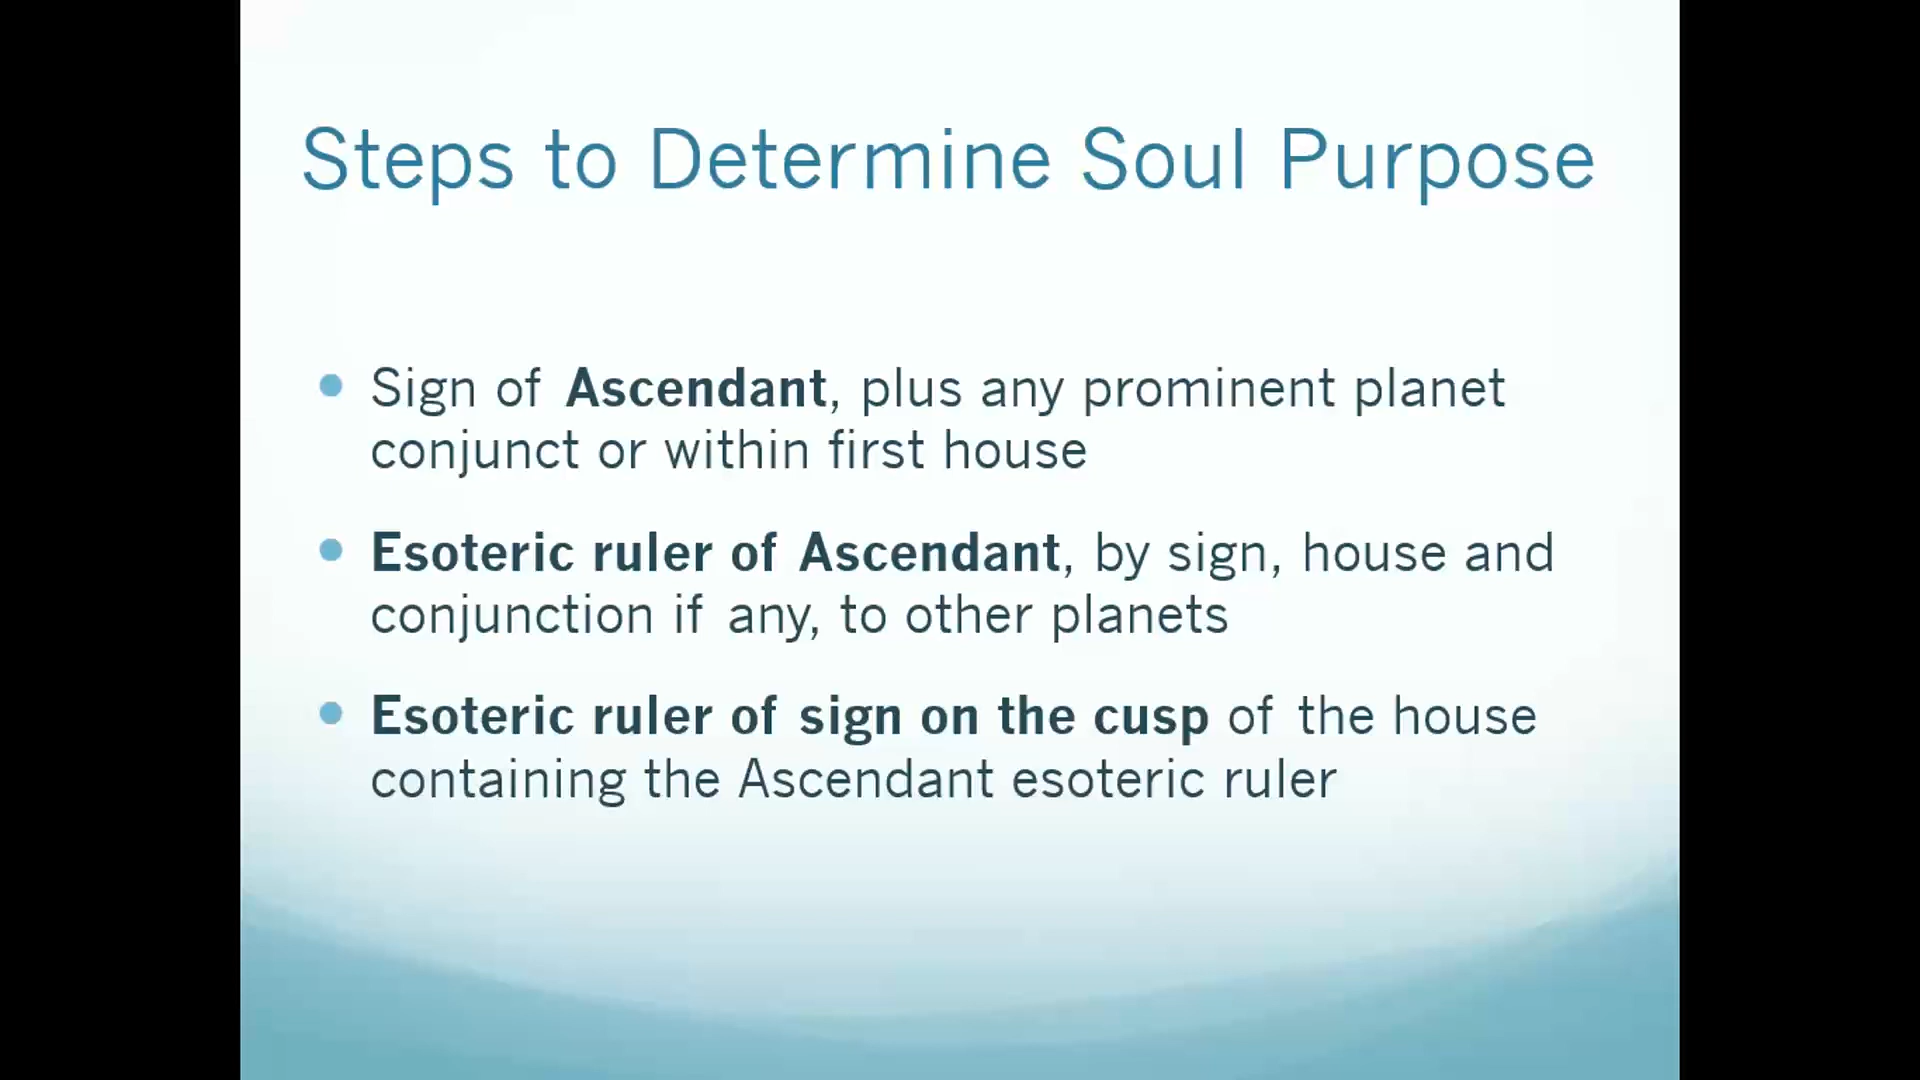 Steps to Determine Soul Purpose
• Sign of Ascendant, plus any prominent planet
conjunct or within first house
• Esoteric ruler of Ascendant, by sign, house and
conjunction if any, to other planets
• Esoteric ruler of sign on the cusp of the house
containing the Ascendant esoteric ruler